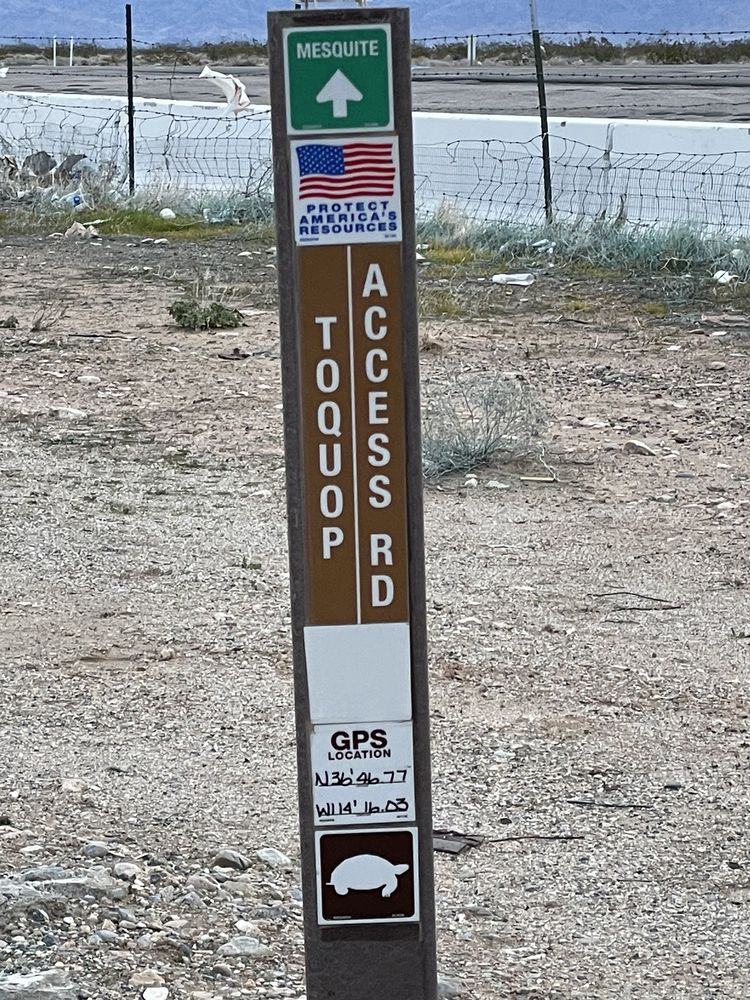 MESQUITE
PROTECT
AMERICA'S
RESOURCES
TOQUOP
ACCESS RD
GPS
LOCATION
N36'46.77
W114'16.03